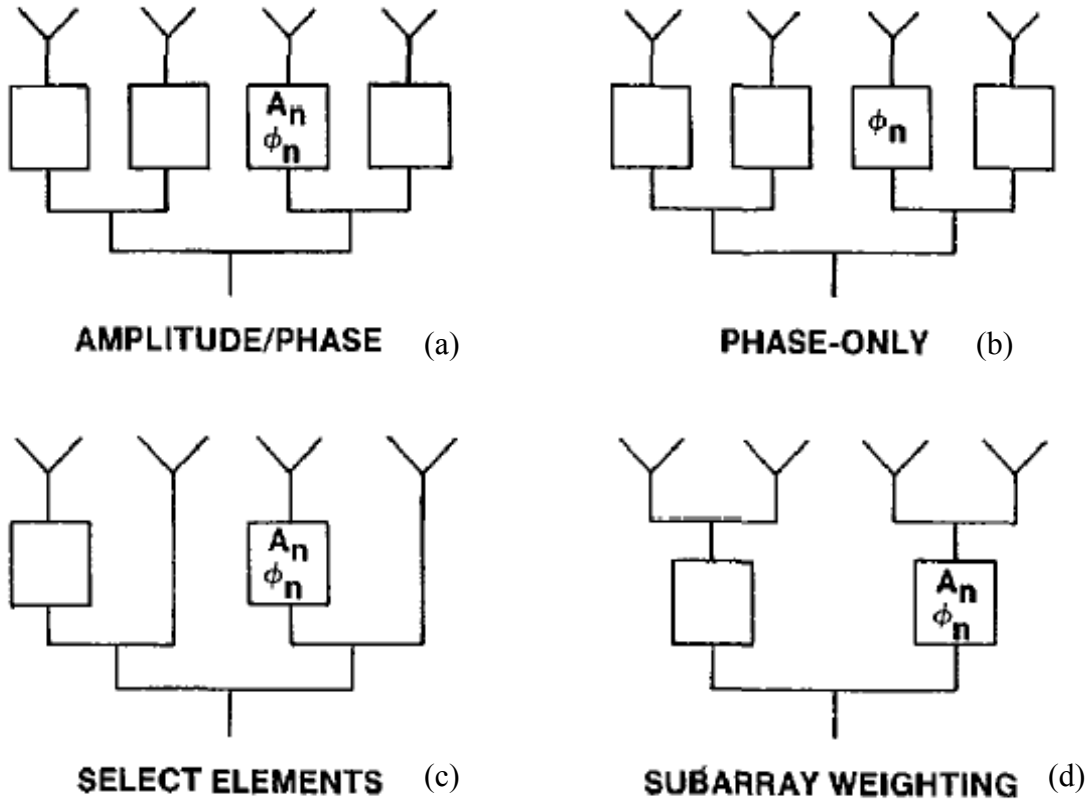 Aₙ
ϕₙ
ϕₙ
AMPLITUDE/PHASE (a)
PHASE-ONLY (b)
Aₙ
ϕₙ
Aₙ
ϕₙ
SELECT ELEMENTS (c)
SUBARRAY WEIGHTING (d)